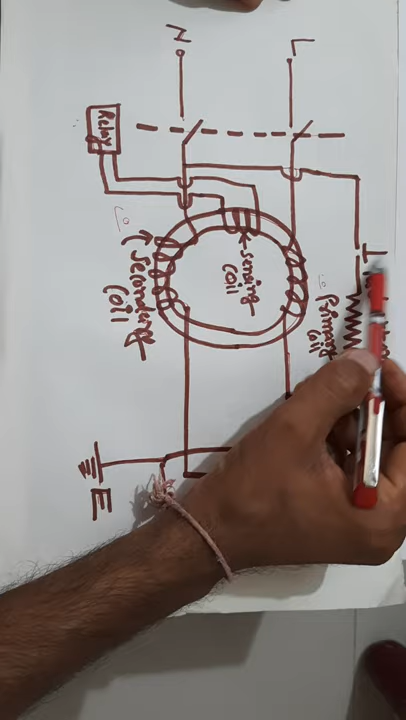 N
L
Relay
Sensing
Coil
Secondary
Coil
Primary
Coil
E